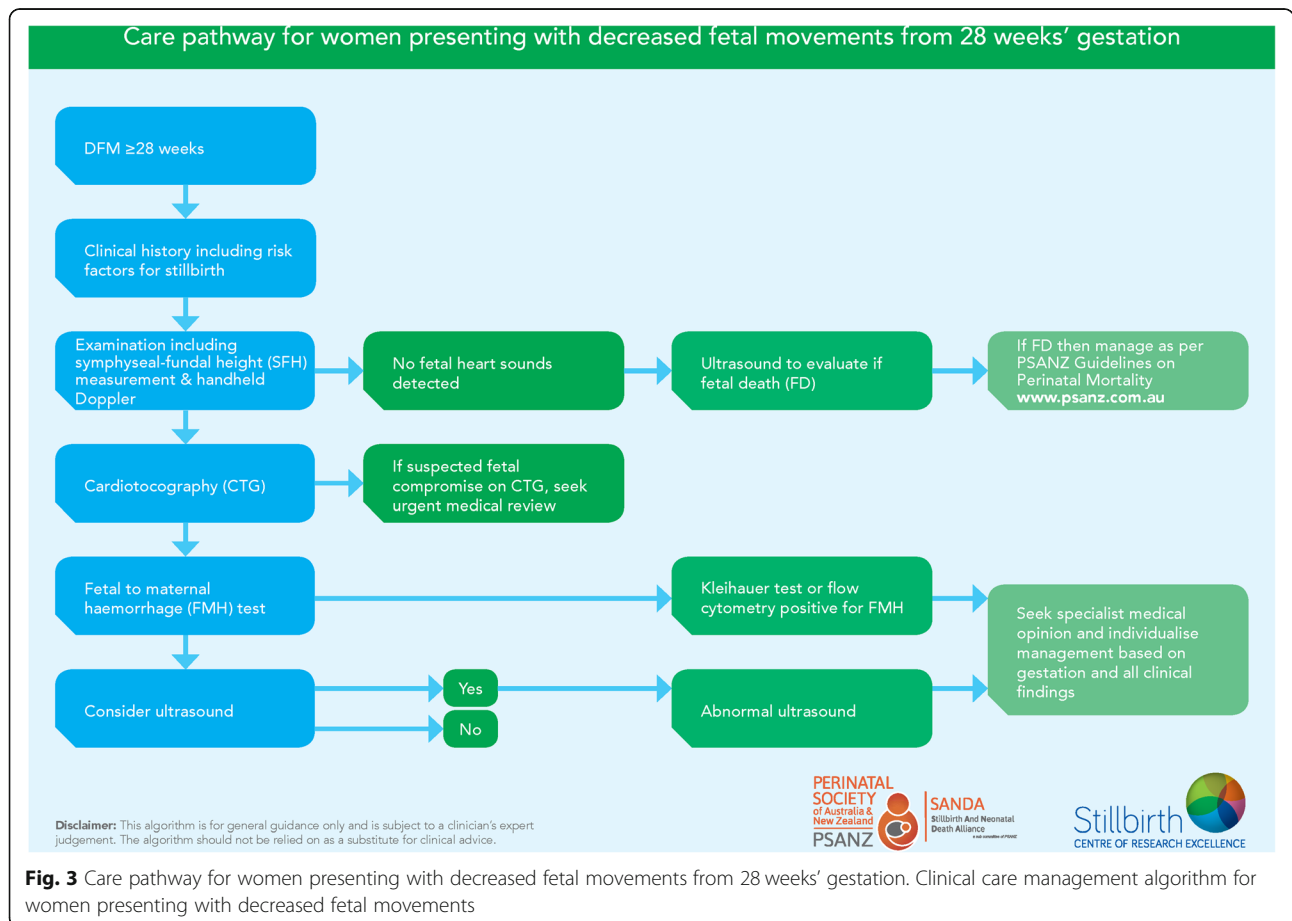 Care pathway for women presenting with decreased fetal movements from 28 weeks' gestation
DFM ≥28 weeks
Clinical history including risk
factors for stillbirth
Examination including
symphyseal-fundal height (SFH)
measurement & handheld
Doppler
No fetal heart sounds
detected
Ultrasound to evaluate if
fetal death (FD)
If FD then manage as per
PSANZ Guidelines on
Perinatal Mortality
www.psanz.com.au
Cardiotocography (CTG)
If suspected fetal
compromise on CTG, seek
urgent medical review
Fetal to maternal
haemorrhage (FMH) test
Kleihauer test or flow
cytometry positive for FMH
Seek specialist medical
opinion and individualise
management based on
gestation and all clinical
findings
Consider ultrasound
Yes
No
Abnormal ultrasound
Disclaimer: This algorithm is for general guidance only and is subject to a clinician's expert
judgement. The algorithm should not be relied on as a substitute for clinical advice.
PERINATAL
SOCIETY
of Australia &
New Zealand
PSANZ
SANDA
Stillbirth And Neonatal
Death Alliance
a sub committee of PSANZ
Stillbirth
CENTRE OF RESEARCH EXCELLENCE
Fig. 3 Care pathway for women presenting with decreased fetal movements from 28 weeks' gestation. Clinical care management algorithm for
women presenting with decreased fetal movements